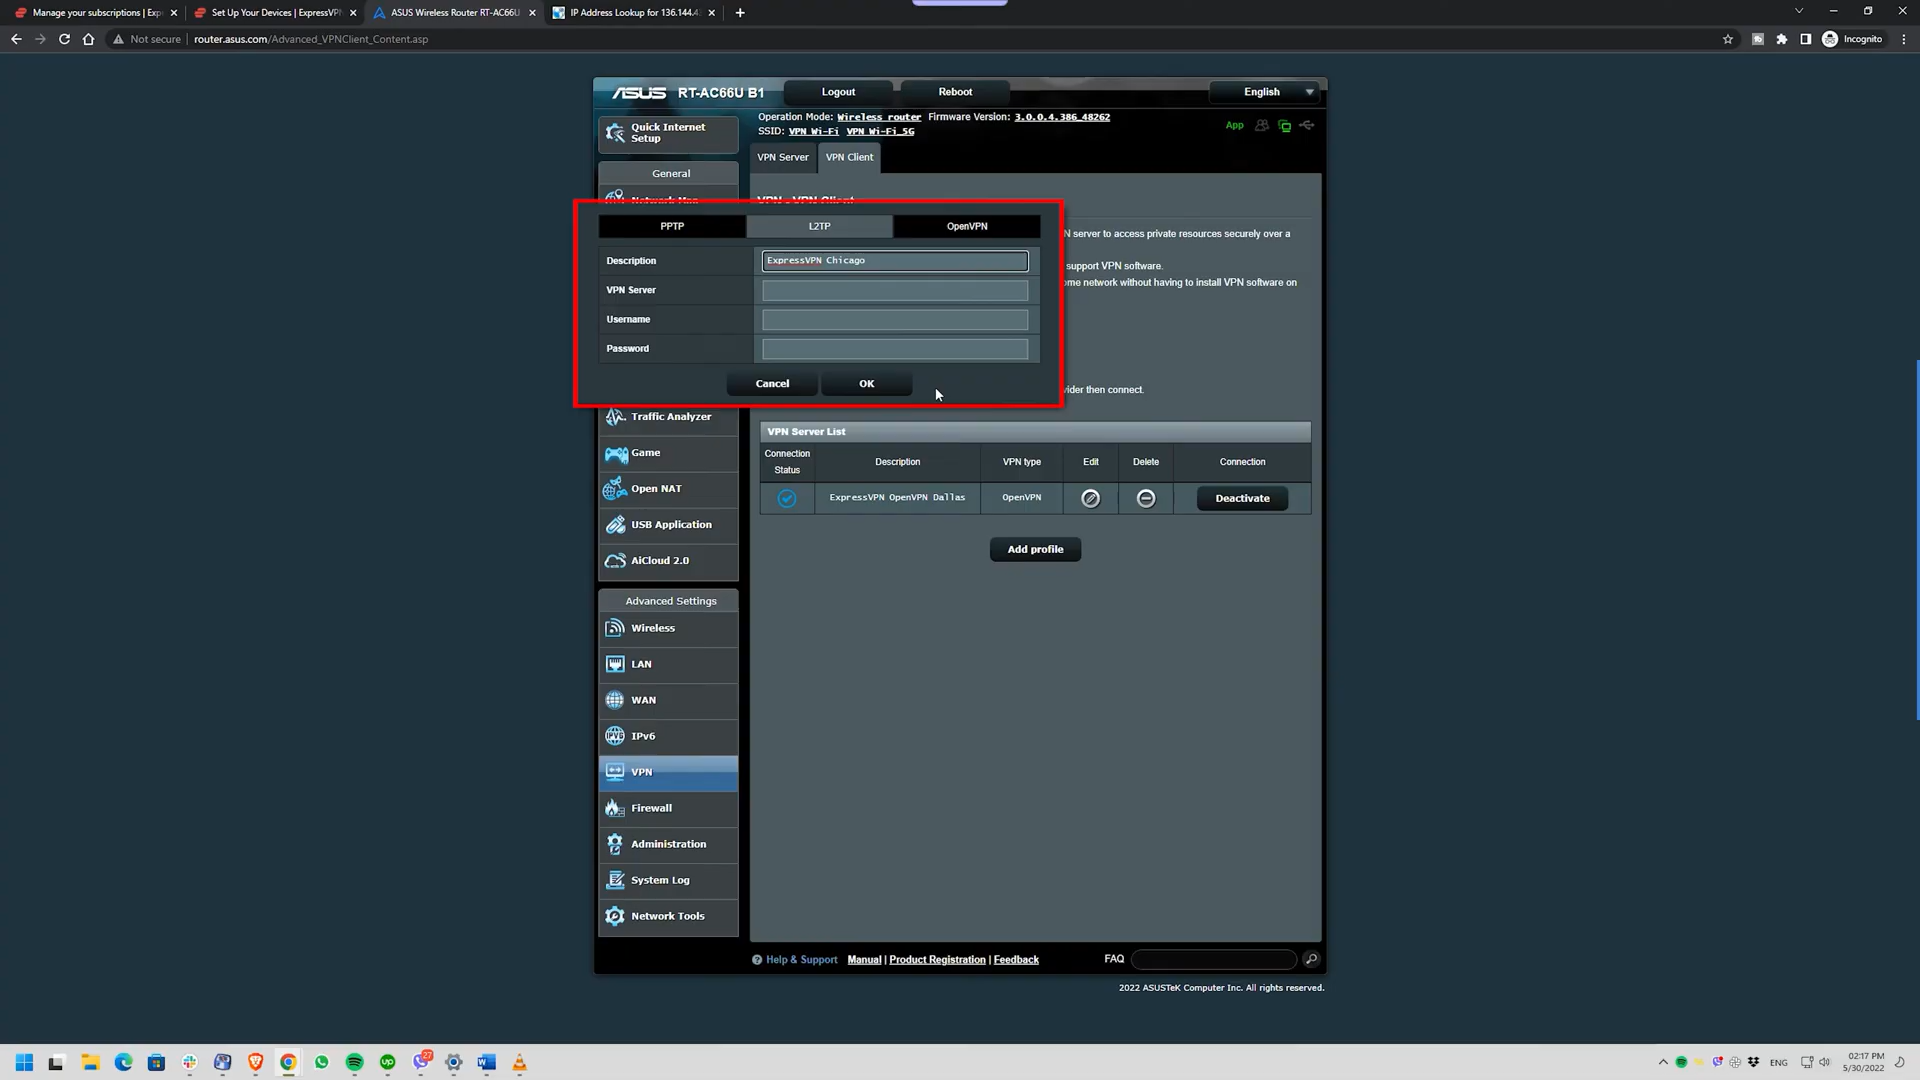 Manage your subscriptions | Exp
Set Up Your Devices | ExpressVPN
ASUS Wireless Router RT-AC66U
IP Address Lookup for 136.144.4
Not secure
router.asus.com/Advanced_VPNClient_Content.asp
Incognito
ASUS RT-AC66U B1
Logout
Reboot
English
Operation Mode: Wireless router Firmware Version: 3.0.0.4.386_48262
SSID: VPN Wi-Fi VPN Wi-Fi_5G
App
Quick Internet
Setup
General
VPN Server
VPN Client
PPTP
L2TP
OpenVPN
Description
ExpressVPN Chicago
VPN Server
Username
Password
Cancel
OK
N server to access private resources securely over a
support VPN software.
ome network without having to install VPN software on
vider then connect.
Traffic Analyzer
Game
Open NAT
USB Application
AiCloud 2.0
Advanced Settings
Wireless
LAN
WAN
IPv6
VPN
Firewall
Administration
System Log
Network Tools
VPN Server List
Connection
Status
Description
VPN type
Edit
Delete
Connection
ExpressVPN OpenVPN Dallas
OpenVPN
Deactivate
Add profile
Help & Support
Manual | Product Registration | Feedback
FAQ
2022 ASUSTeK Computer Inc. All rights reserved.
27
ENG
02:17 PM
5/30/2022